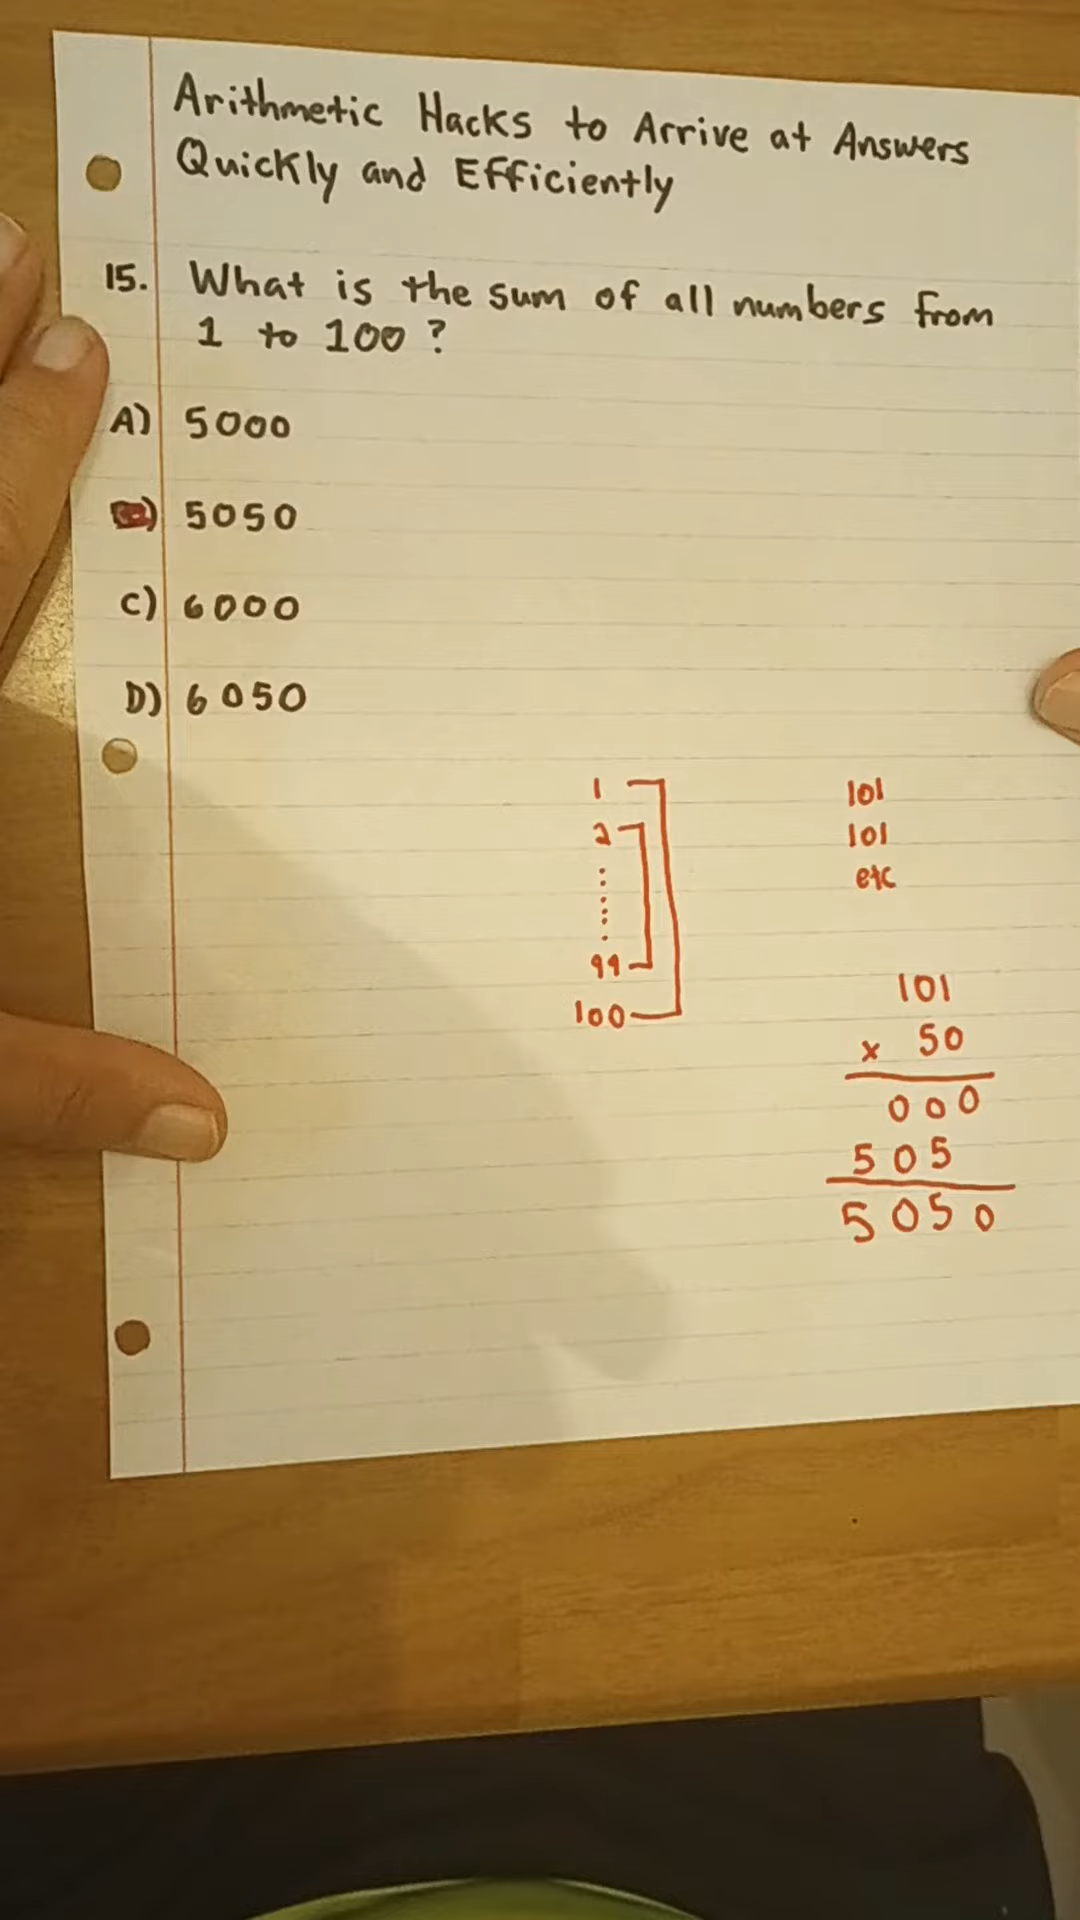 Arithmetic Hacks to Arrive at Answers
Quickly and Efficiently
15. What is the sum of all numbers from
1 to 100 ?
A) 5000
) 5050
C) 6000
D) 6050
1
2
99
100
101
101
etc
101
x 50
000
505
5050